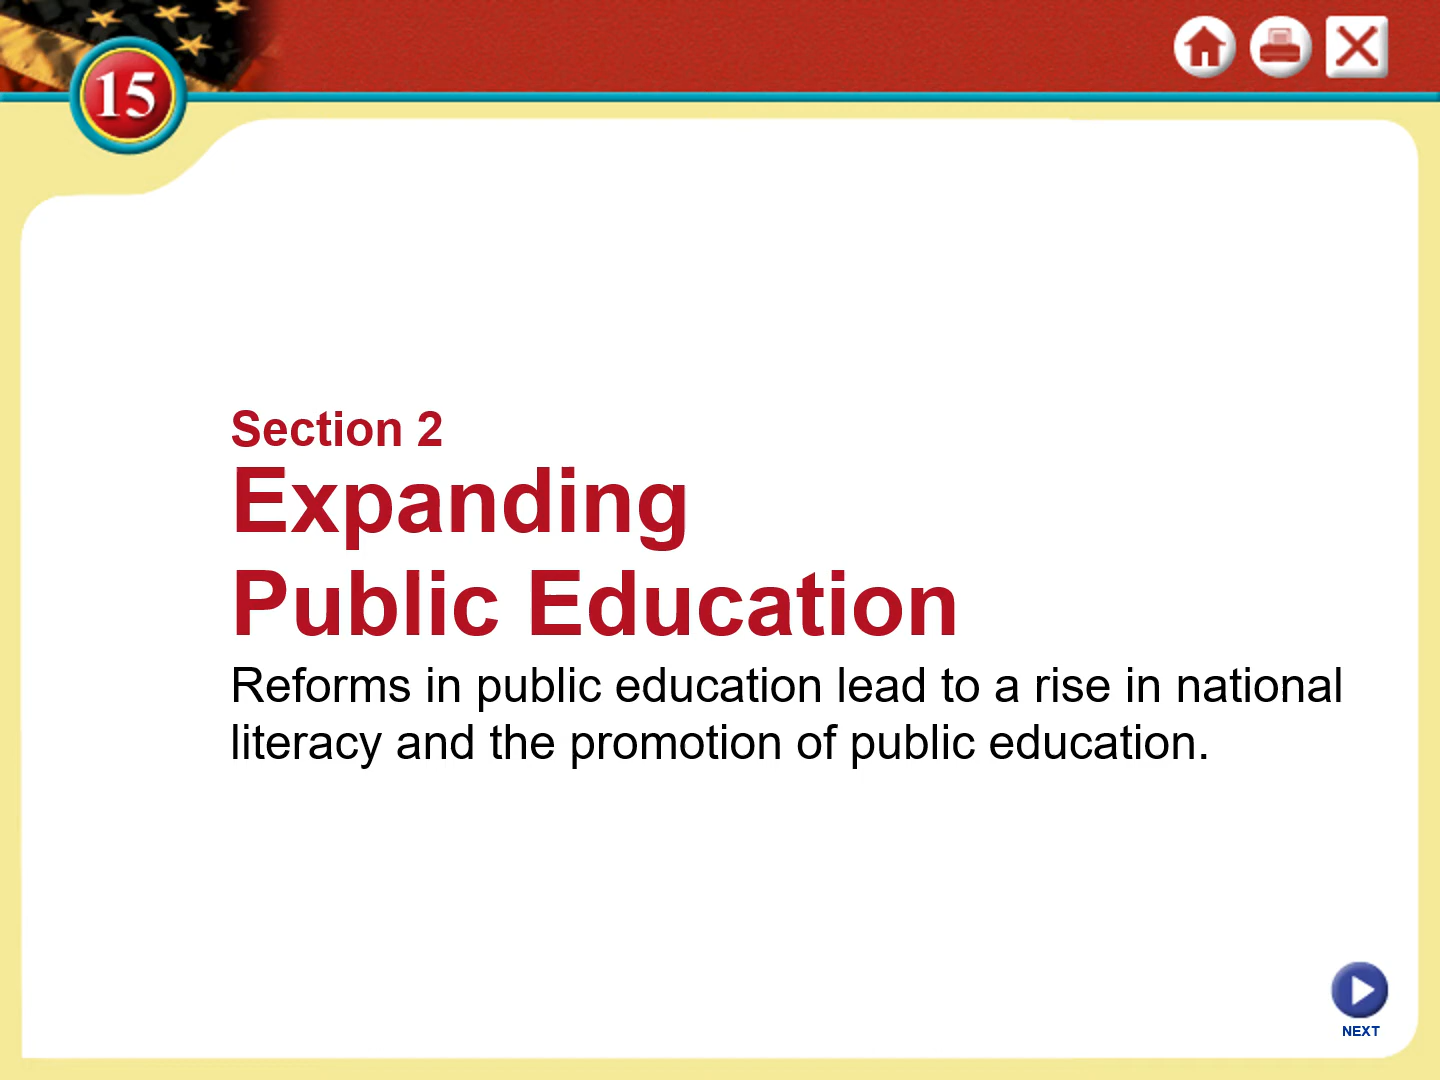 15
Section 2
Expanding
Public Education
Reforms in public education lead to a rise in national
literacy and the promotion of public education.
NEXT